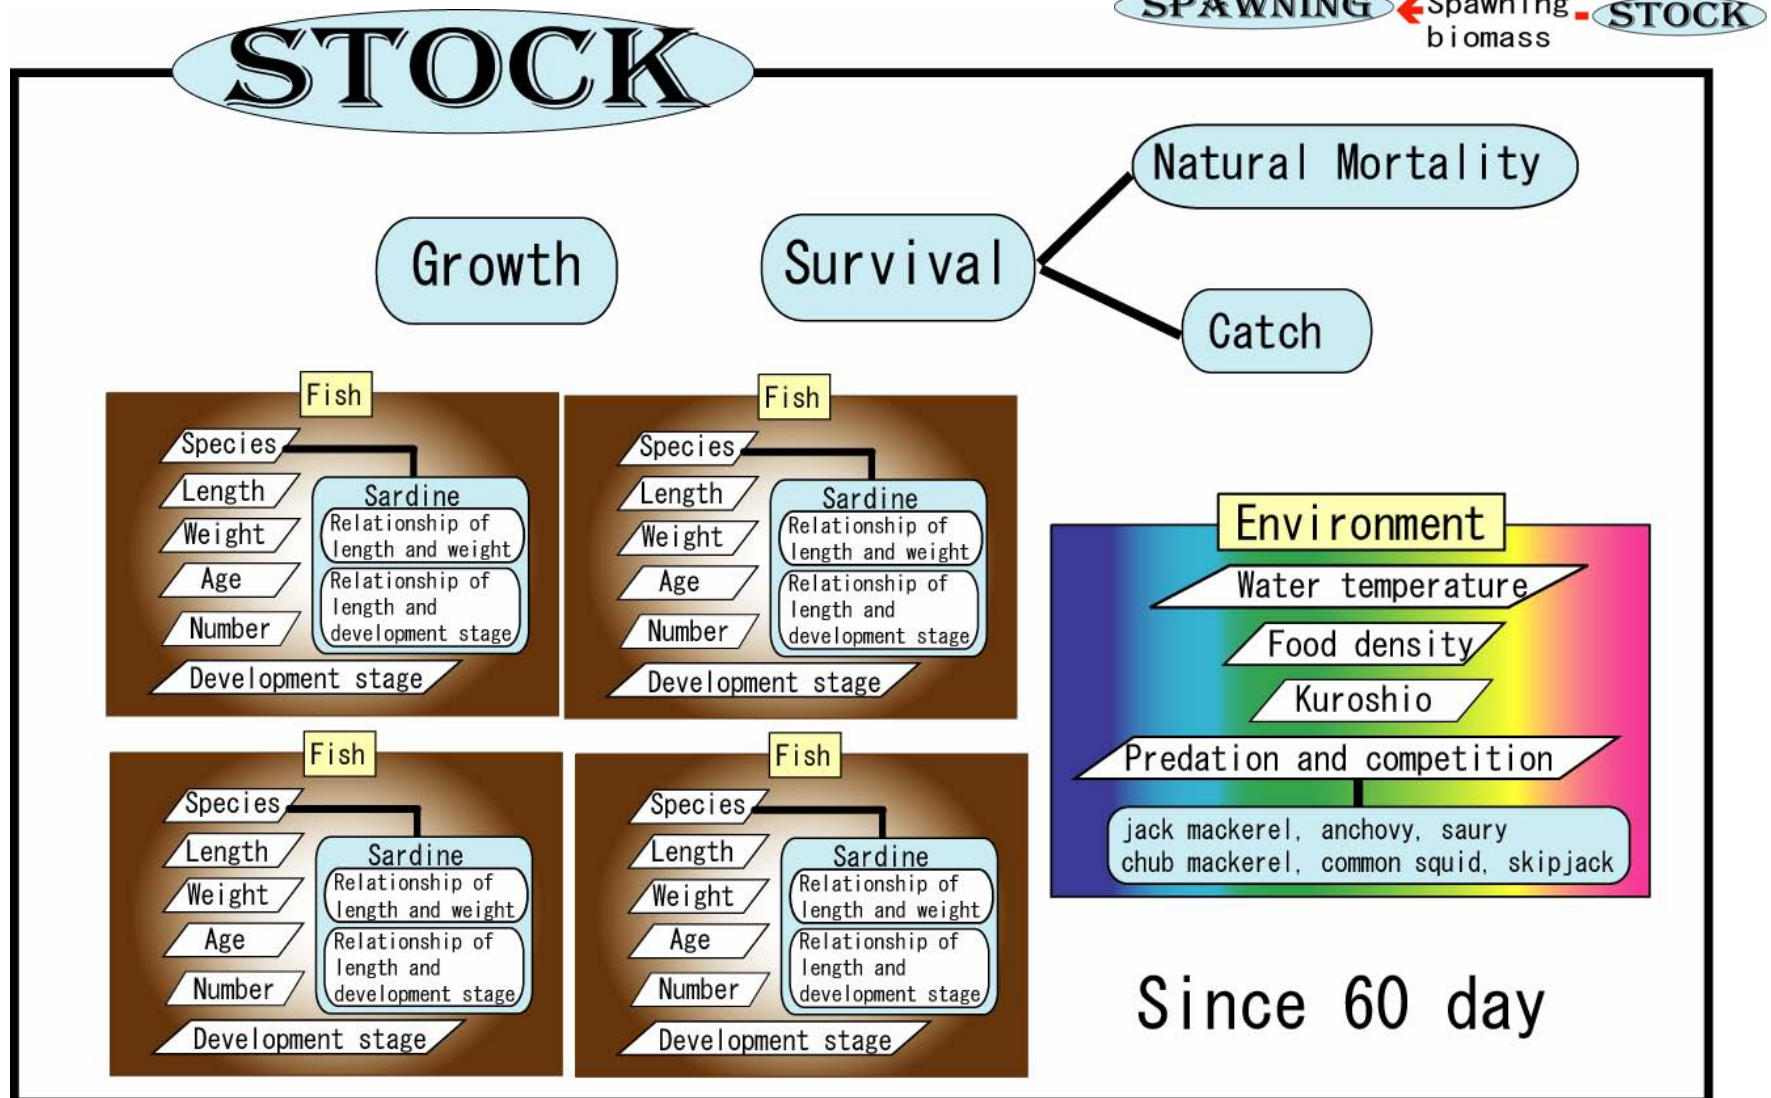 SPAWNING
Spawning
biomass
STOCK
STOCK
Natural Mortality
Growth
Survival
Catch
Fish
Species
Length
Weight
Age
Number
Development stage
Sardine
Relationship of
length and weight
Relationship of
length and
development stage
Fish
Species
Length
Weight
Age
Number
Development stage
Sardine
Relationship of
length and weight
Relationship of
length and
development stage
Environment
Water temperature
Food density
Kuroshio
Predation and competition
jack mackerel, anchovy, saury
chub mackerel, common squid, skipjack
Fish
Species
Length
Weight
Age
Number
Development stage
Sardine
Relationship of
length and weight
Relationship of
length and
development stage
Fish
Species
Length
Weight
Age
Number
Development stage
Sardine
Relationship of
length and weight
Relationship of
length and
development stage
Since 60 day